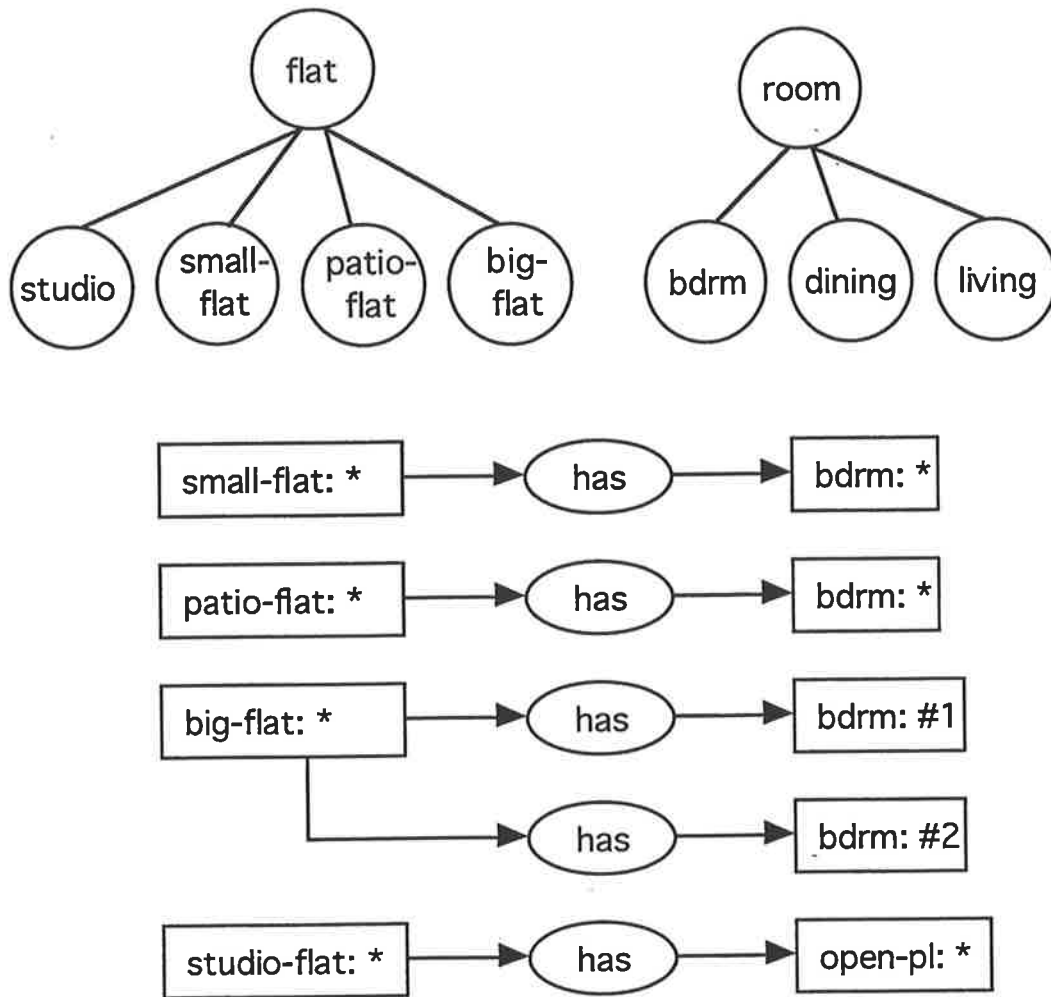 flat
room
studio
small-
flat
patio-
flat
big-
flat
bdrm
dining
living
small-flat: *
has
bdrm: *
patio-flat: *
has
bdrm: *
big-flat: *
has
bdrm: #1
has
bdrm: #2
studio-flat: *
has
open-pl: *